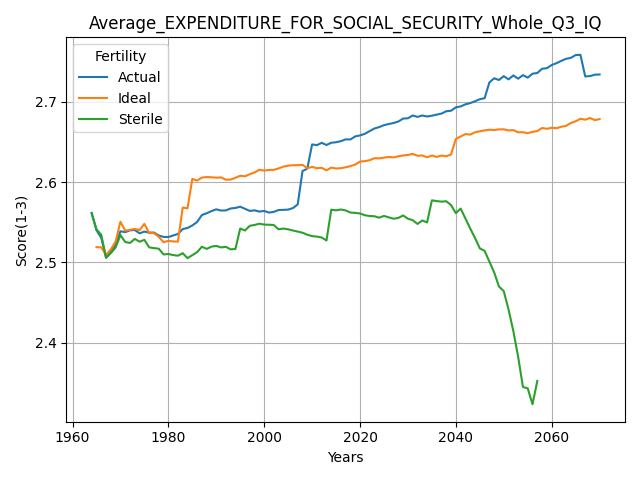 Average_EXPENDITURE_FOR_SOCIAL_SECURITY_Whole_Q3_IQ
Fertility
Actual
Ideal
Sterile
Score(1-3)
2.7
2.6
2.5
2.4
1960 1980 2000 2020 2040 2060
Years